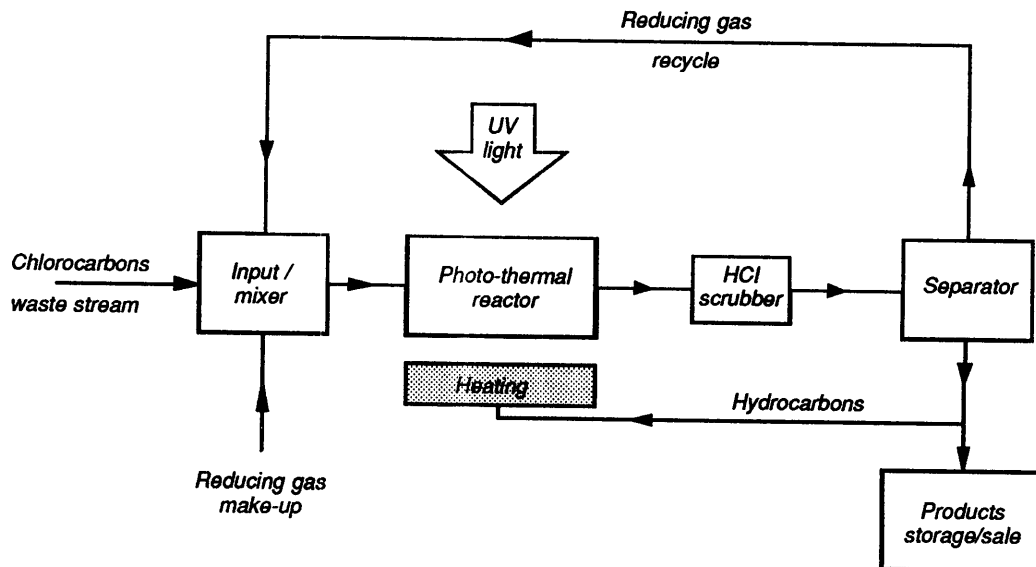 Reducing gas
recycle
UV
light
Chlorocarbons
waste stream
Input /
mixer
Photo-thermal
reactor
HCl
scrubber
Separator
Heating
Hydrocarbons
Reducing gas
make-up
Products
storage/sale